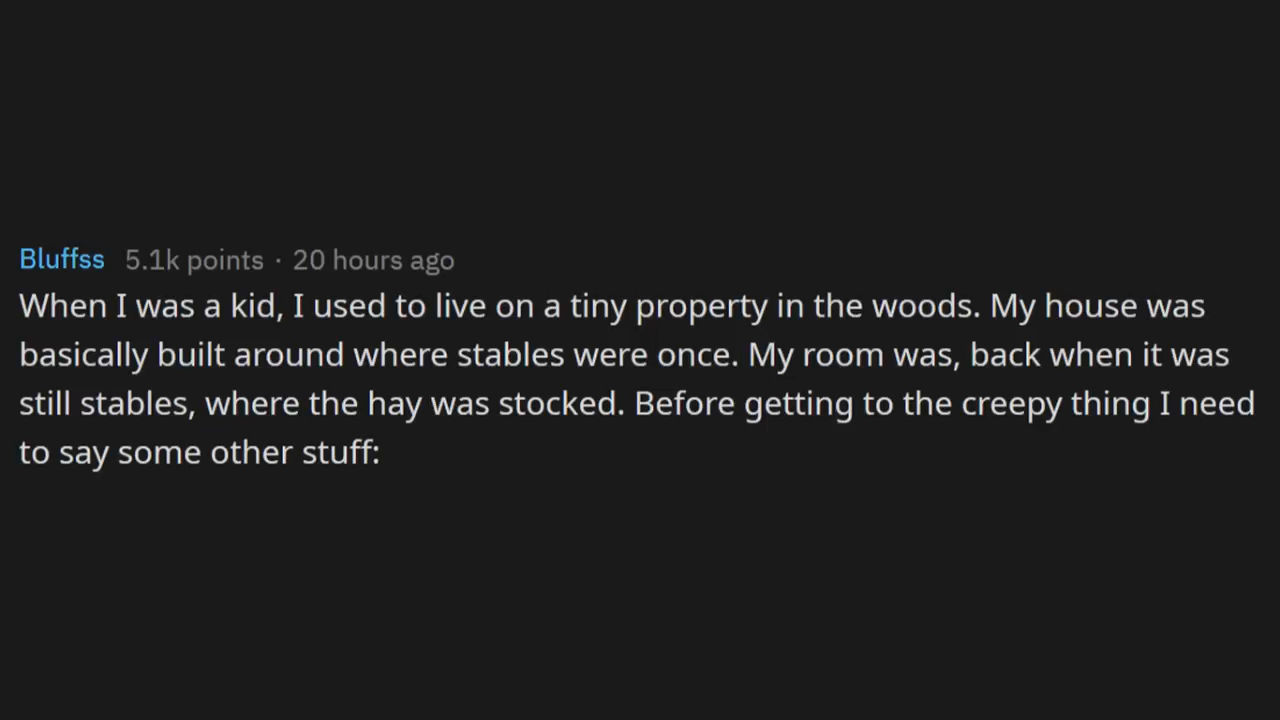 Bluffss 5.1k points · 20 hours ago
When I was a kid, I used to live on a tiny property in the woods. My house was
basically built around where stables were once. My room was, back when it was
still stables, where the hay was stocked. Before getting to the creepy thing I need
to say some other stuff: